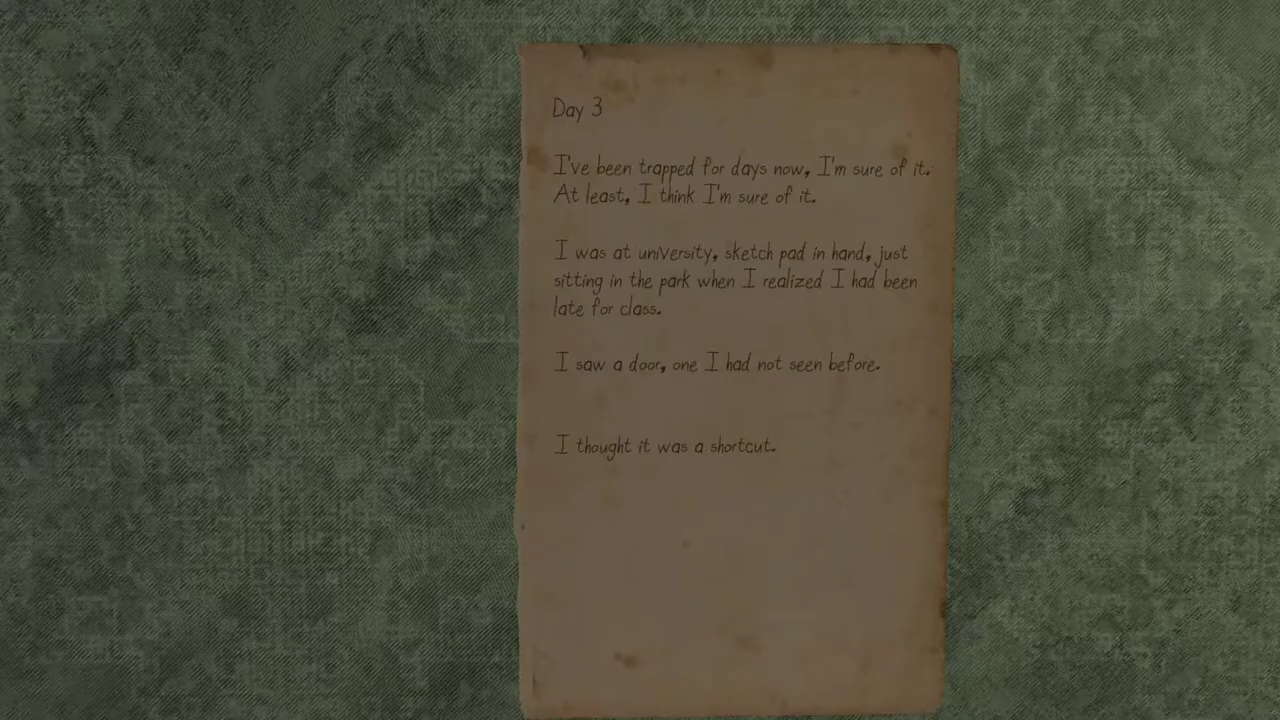 Day 3
I've been trapped for days now, I'm sure of it.
At least, I think I'm sure of it.
I was at university, sketch pad in hand, just
sitting in the park when I realized I had been
late for class.
I saw a door, one I had not seen before.
I thought it was a shortcut.